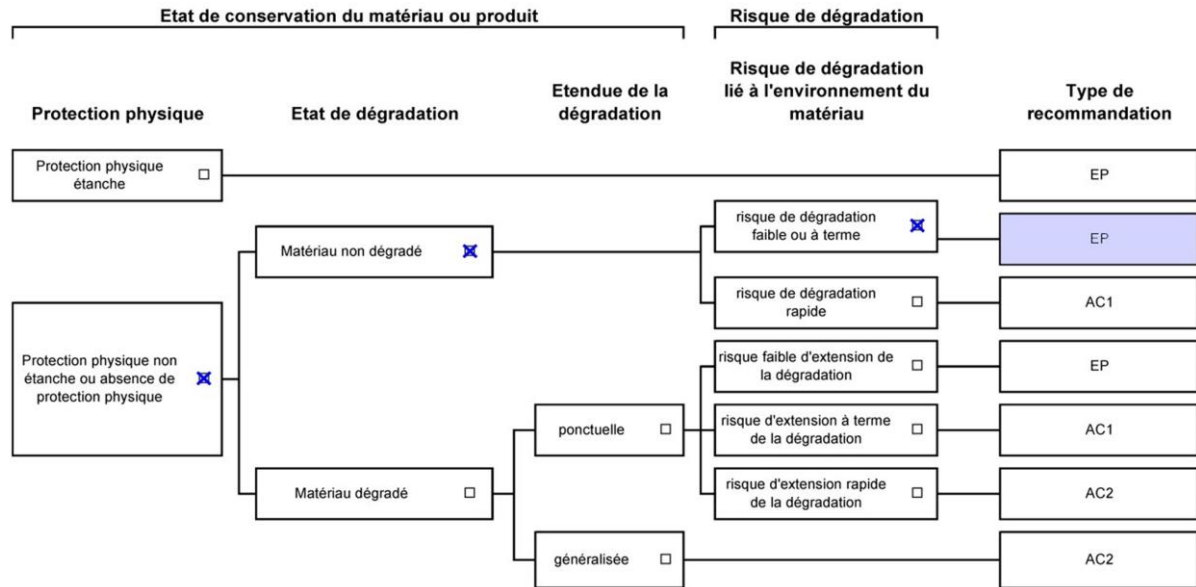 Etat de conservation du matériau ou produit
Risque de dégradation
Protection physique
Etat de dégradation
Etendue de la
dégradation
Risque de dégradation
lié à l'environnement du
matériau
Type de
recommandation
Protection physique
étanche
EP
risque de dégradation
faible ou à terme
EP
Matériau non dégradé
risque de dégradation
rapide
AC1
Protection physique non
étanche ou absence de
protection physique
risque faible d'extension de
la dégradation
EP
ponctuelle
risque d'extension à terme
de la dégradation
AC1
Matériau dégradé
risque d'extension rapide
de la dégradation
AC2
généralisée
AC2